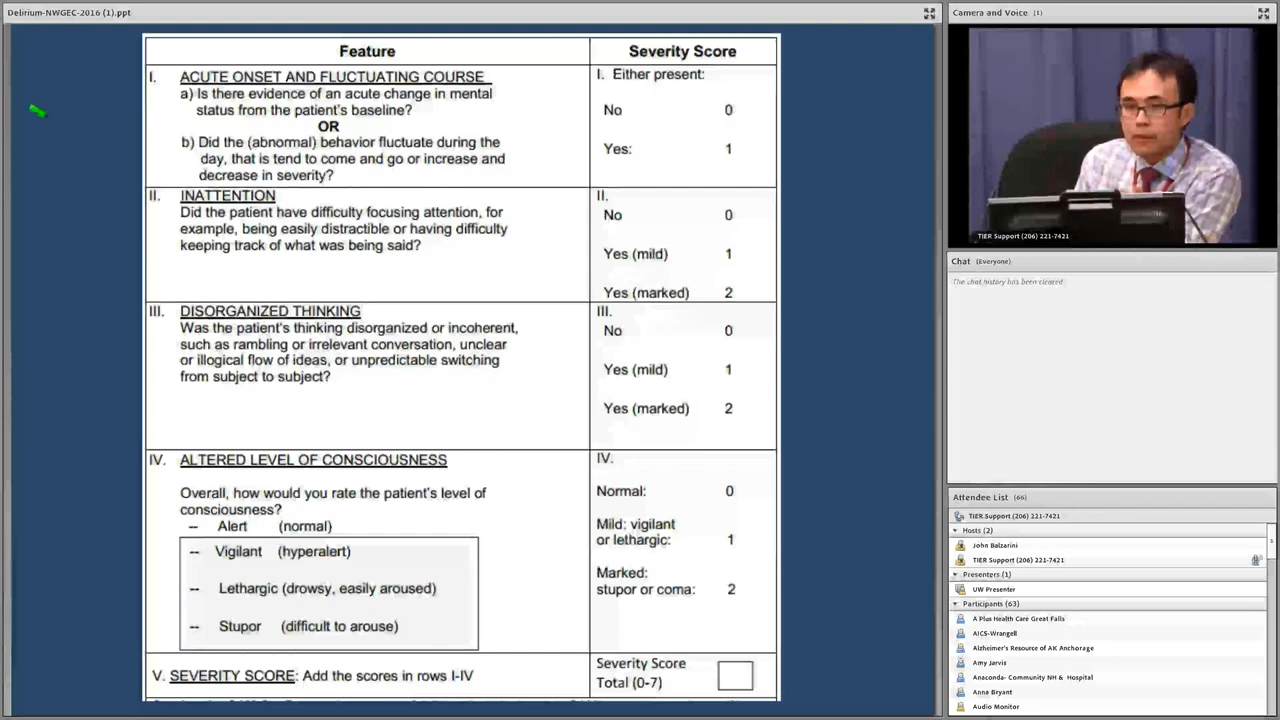 Delirium-NWGEC-2016 (1).ppt
Feature Severity Score
I. ACUTE ONSET AND FLUCTUATING COURSE
a) Is there evidence of an acute change in mental
status from the patient's baseline?
OR
b) Did the (abnormal) behavior fluctuate during the
day, that is tend to come and go or increase and
decrease in severity?
I. Either present:
No 0
Yes: 1
II. INATTENTION
Did the patient have difficulty focusing attention, for
example, being easily distractible or having difficulty
keeping track of what was being said?
II.
No 0
Yes (mild) 1
Yes (marked) 2
III. DISORGANIZED THINKING
Was the patient's thinking disorganized or incoherent,
such as rambling or irrelevant conversation, unclear
or illogical flow of ideas, or unpredictable switching
from subject to subject?
III.
No 0
Yes (mild) 1
Yes (marked) 2
IV. ALTERED LEVEL OF CONSCIOUSNESS
Overall, how would you rate the patient's level of
consciousness?
-- Alert (normal)
-- Vigilant (hyperalert)
-- Lethargic (drowsy, easily aroused)
-- Stupor (difficult to arouse)
IV.
Normal: 0
Mild: vigilant
or lethargic: 1
Marked:
stupor or coma: 2
V. SEVERITY SCORE: Add the scores in rows I-IV
Severity Score
Total (0-7)
Camera and Voice (1)
TIER Support (206) 221-7421
Chat (Everyone)
The chat history has been cleared
Attendee List (66)
TIER Support (206) 221-7421
Hosts (2)
John Balzarini
TIER Support (206) 221-7421
Presenters (1)
UW Presenter
Participants (63)
A Plus Health Care Great Falls
AICS-Wrangell
Alzheimer's Resource of AK Anchorage
Amy Jarvis
Anaconda- Community NH & Hospital
Anna Bryant
Audio Monitor